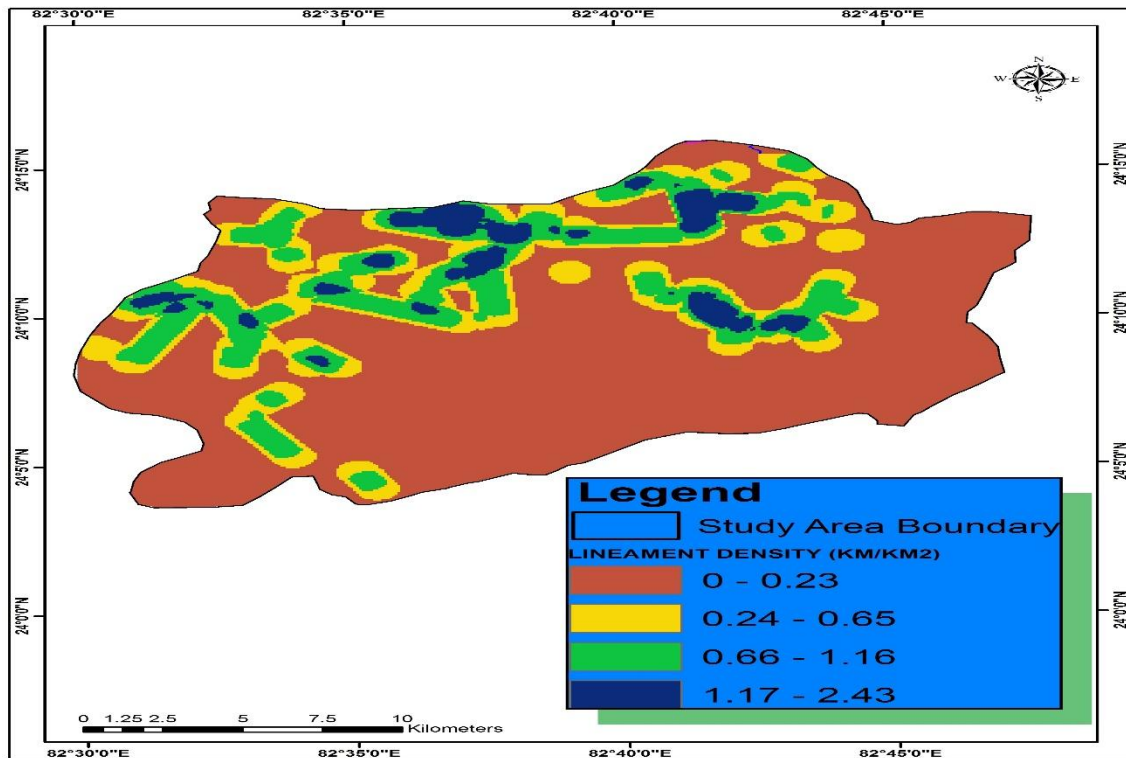 82°30'0"E 82°35'0"E 82°40'0"E 82°45'0"E
N
W E
S
24°15'0"N 24°15'0"N
24°10'0"N 24°10'0"N
24°5'0"N 24°5'0"N
24°0'0"N 24°0'0"N
Legend
Study Area Boundary
LINEAMENT DENSITY (KM/KM2)
0 - 0.23
0.24 - 0.65
0.66 - 1.16
1.17 - 2.43
0 1.25 2.5 5 7.5 10
Kilometers
82°30'0"E 82°35'0"E 82°40'0"E 82°45'0"E